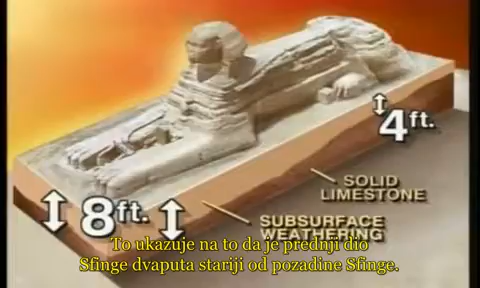 4ft.
SOLID
LIMESTONE
8ft.
SUBSURFACE
WEATHERING
To ukazuje na to da je prednji dio
Sfinge dvaputa stariji od pozadine Sfinge.